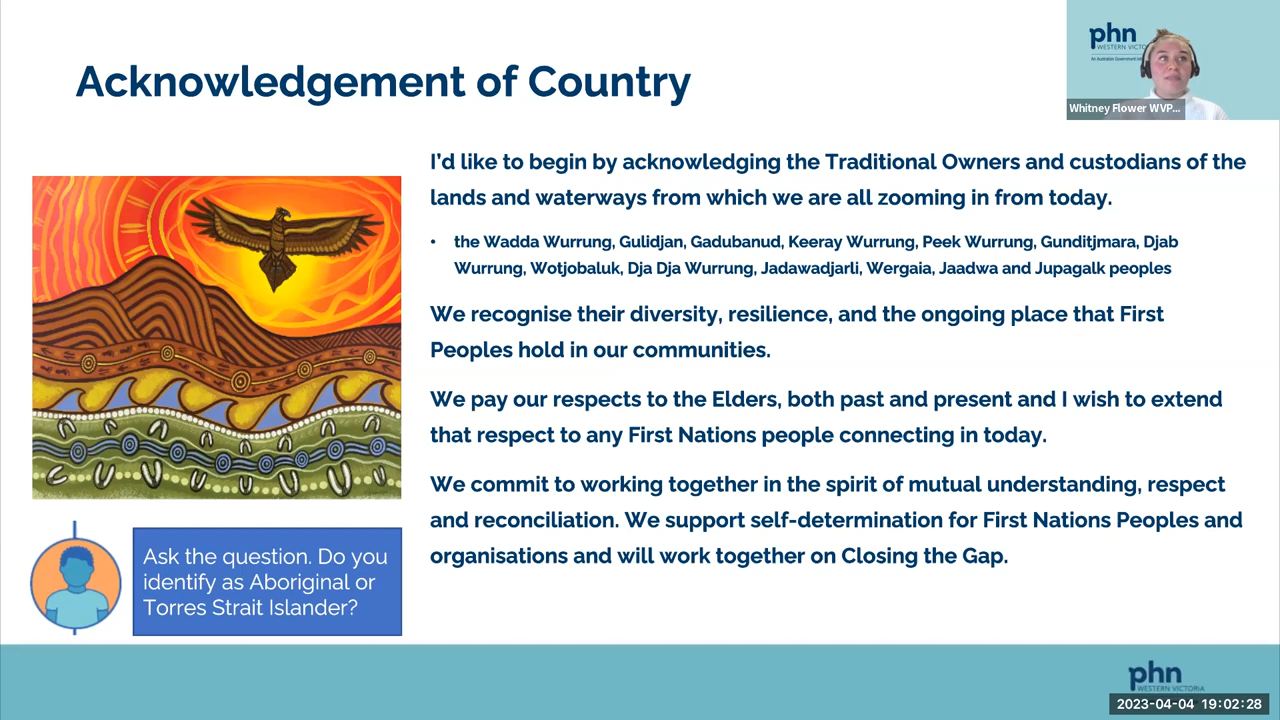 phn
WESTERN VICTO
An Australian Government In
Whitney Flower WVP...
Acknowledgement of Country
I'd like to begin by acknowledging the Traditional Owners and custodians of the
lands and waterways from which we are all zooming in from today.
• the Wadda Wurrung, Gulidjan, Gadubanud, Keeray Wurrung, Peek Wurrung, Gunditjmara, Djab
Wurrung, Wotjobaluk, Dja Dja Wurrung, Jadawadjarli, Wergaia, Jaadwa and Jupagalk peoples
We recognise their diversity, resilience, and the ongoing place that First
Peoples hold in our communities.
We pay our respects to the Elders, both past and present and I wish to extend
that respect to any First Nations people connecting in today.
We commit to working together in the spirit of mutual understanding, respect
and reconciliation. We support self-determination for First Nations Peoples and
organisations and will work together on Closing the Gap.
Ask the question. Do you
identify as Aboriginal or
Torres Strait Islander?
phn
WESTERN VICTORIA
2023-04-04 19:02:28